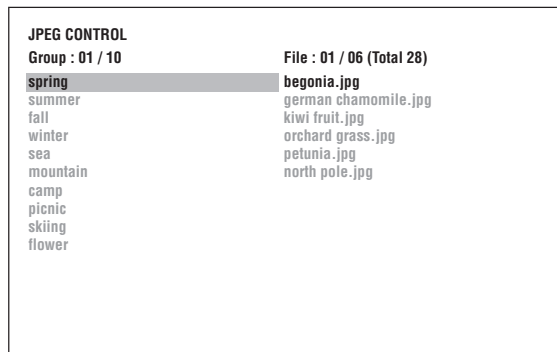 JPEG CONTROL
Group : 01 / 10
spring
summer
fall
winter
sea
mountain
camp
picnic
skiing
flower
File : 01 / 06 (Total 28)
begonia.jpg
german chamomile.jpg
kiwi fruit.jpg
orchard grass.jpg
petunia.jpg
north pole.jpg